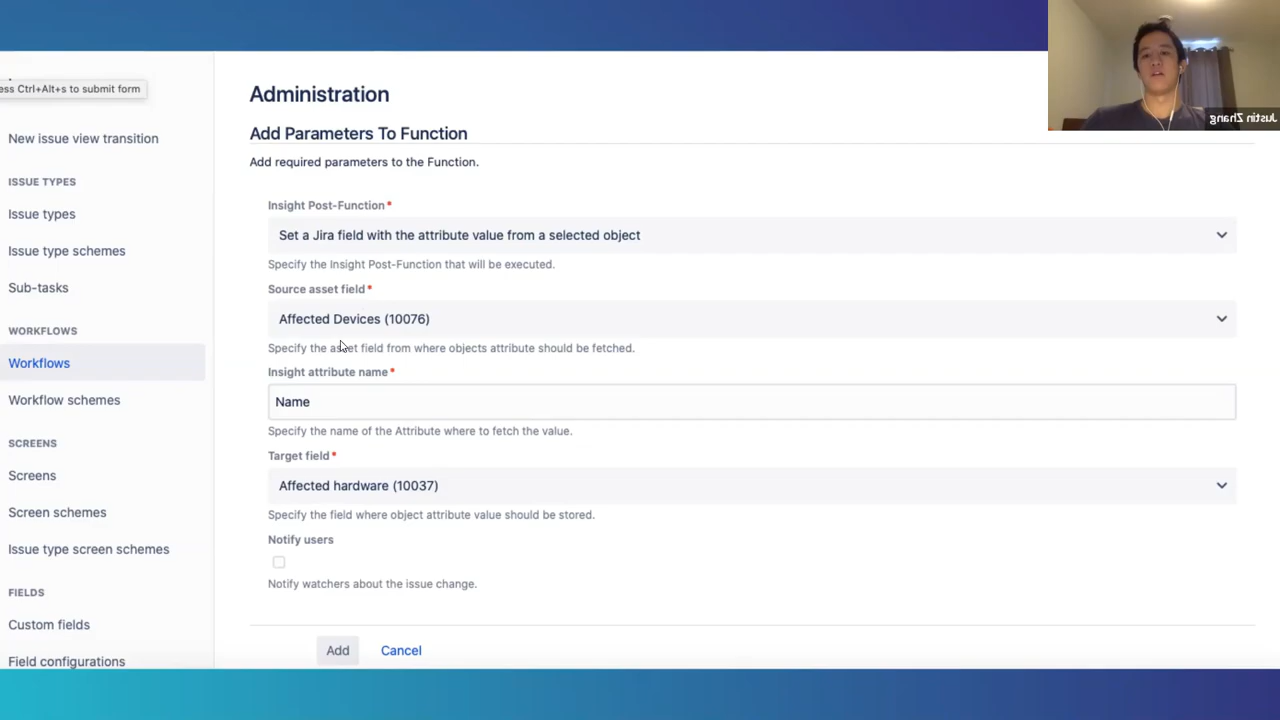 ess Ctrl+Alt+s to submit form
New issue view transition
ISSUE TYPES
Issue types
Issue type schemes
Sub-tasks
WORKFLOWS
Workflows
Workflow schemes
SCREENS
Screens
Screen schemes
Issue type screen schemes
FIELDS
Custom fields
Field configurations
Administration
Add Parameters To Function
Add required parameters to the Function.
Insight Post-Function*
Set a Jira field with the attribute value from a selected object
Specify the Insight Post-Function that will be executed.
Source asset field*
Affected Devices (10076)
Specify the asset field from where objects attribute should be fetched.
Insight attribute name*
Name
Specify the name of the Attribute where to fetch the value.
Target field*
Affected hardware (10037)
Specify the field where object attribute value should be stored.
Notify users
Notify watchers about the issue change.
Add Cancel
Justin Zhang